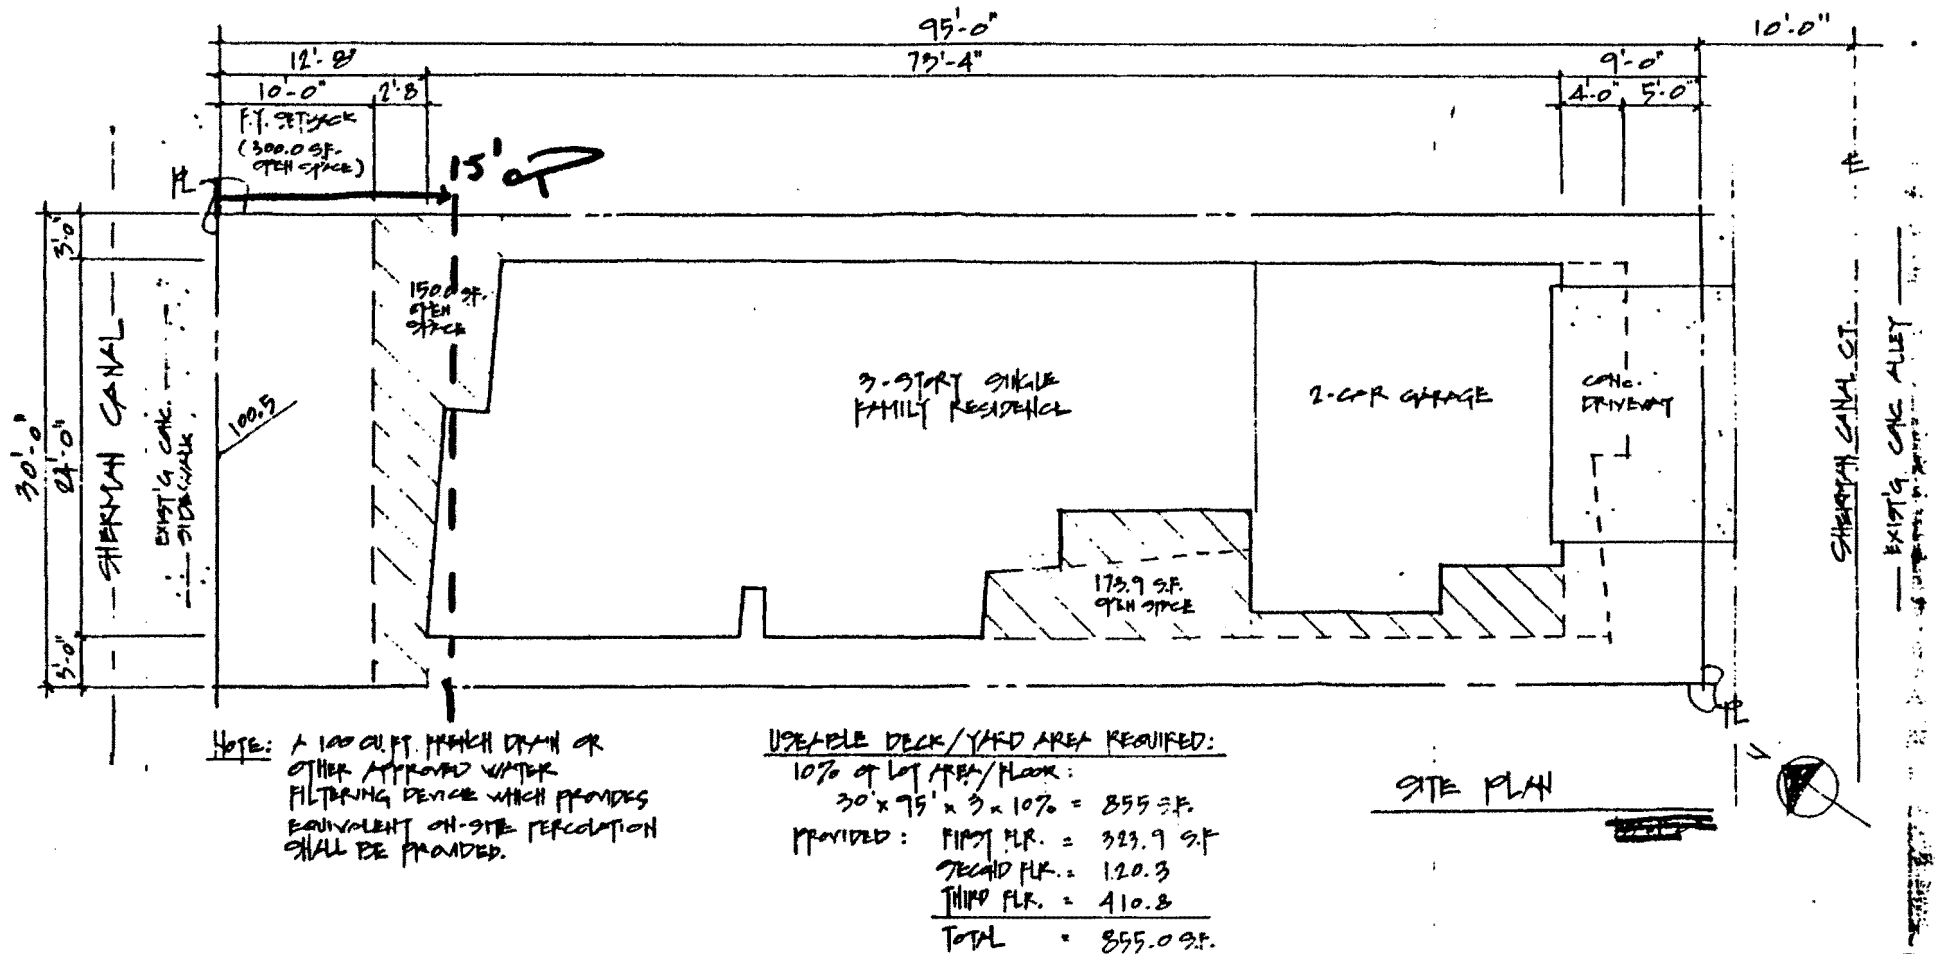 95'-0"
10'-0"
12'-8"
73'-4"
9'-0"
10'-0"
2'-8
4'-0"
5'-0"
F.Y. SETBACK
(300.0 SF.
OPEN SPACE)
15'
PL
3'-0"
30'-0"
24'-0"
3'-0"
SHERMAN CANAL
EXIST'G CONC.
SIDEWALK
100.5
150.0 SF.
OPEN
SPACE
3-STORY SINGLE
FAMILY RESIDENCE
2-CAR GARAGE
CONC.
DRIVEWAY
173.9 S.F.
OPEN SPACE
SHERMAN CANAL CT.
EXIST'G CONC ALLEY
PL
NOTE: A 100 CU.FT. FRENCH DRAIN OR
OTHER APPROVED WATER
FILTERING DEVICE WHICH PROVIDES
EQUIVALENT ON-SITE PERCOLATION
SHALL BE PROVIDED.
USEABLE DECK/YARD AREA REQUIRED:
10% OF LOT AREA/FLOOR:
30' x 95' x 3 x 10% = 855 SF.
PROVIDED: FIRST FLR. = 323.9 S.F
SECOND FLR. = 120.3
THIRD FLR. = 410.8
TOTAL = 855.0 SF.
SITE PLAN